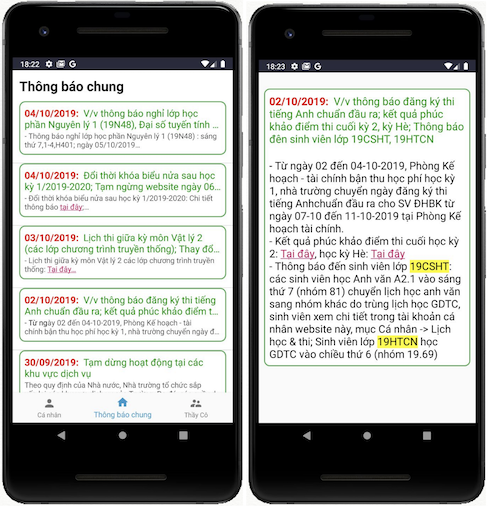 18:22
Thông báo chung
04/10/2019: V/v thông báo nghỉ lớp học
phần Nguyên lý 1 (19N48), Đại số tuyến tính ...
- Thông báo nghỉ lớp học phần Nguyên lý 1 (19N48) : sáng
thứ 7,1-4,H401; ngày 05/10/2019...
04/10/2019: Đổi thời khóa biểu nửa sau học
kỳ 1/2019-2020; Tạm ngừng website ngày 06...
- Đổi thời khóa biểu nửa sau học kỳ 1/2019-2020: Chi tiết
thông báo tại đây;...
03/10/2019: Lịch thi giữa kỳ môn Vật lý 2
(các lớp chương trình truyền thống); Thay đổ...
- Lịch thi giữa kỳ môn Vật lý 2 các lớp chương trình truyền
thống: Tại đây...
02/10/2019: V/v thông báo đăng ký thi tiếng
Anh chuẩn đầu ra; kết quả phúc khảo điểm t...
- Từ ngày 02 đến 04-10-2019, Phòng Kế hoạch - tài
chính bận thu học phí học kỳ 1, nhà trường chuyển ngày đ...
30/09/2019: Tạm dừng hoạt động tại các
khu vực dịch vụ
Theo quy định của Nhà nước, Nhà trường tổ chức sắp
Cá nhân
Thông báo chung
Thầy Cô
18:23
02/10/2019: V/v thông báo đăng ký thi
tiếng Anh chuẩn đầu ra; kết quả phúc
khảo điểm thi cuối kỳ 2, kỳ Hè; Thông báo
đến sinh viên lớp 19CSHT, 19HTCN
- Từ ngày 02 đến 04-10-2019, Phòng Kế
hoạch - tài chính bận thu học phí học kỳ
1, nhà trường chuyển ngày đăng ký thi
tiếng Anhchuẩn đầu ra cho SV ĐHBK từ
ngày 07-10 đến 11-10-2019 tại Phòng Kế
hoạch tài chính.
- Kết quả phúc khảo điểm thi cuối học kỳ
2: Tại đây, học kỳ Hè: Tại đây
- Thông báo đến sinh viên lớp 19CSHT:
các sinh viên học Anh văn A2.1 vào sáng
thứ 7 (nhóm 81) chuyển lịch học anh văn
sang nhóm khác do trùng lịch học GDTC,
sinh viên xem chi tiết trong tài khoản cá
nhân website này, mục Cá nhân -> Lịch
học & thi; Sinh viên lớp 19HTCN học
GDTC vào chiều thứ 6 (nhóm 19.69)